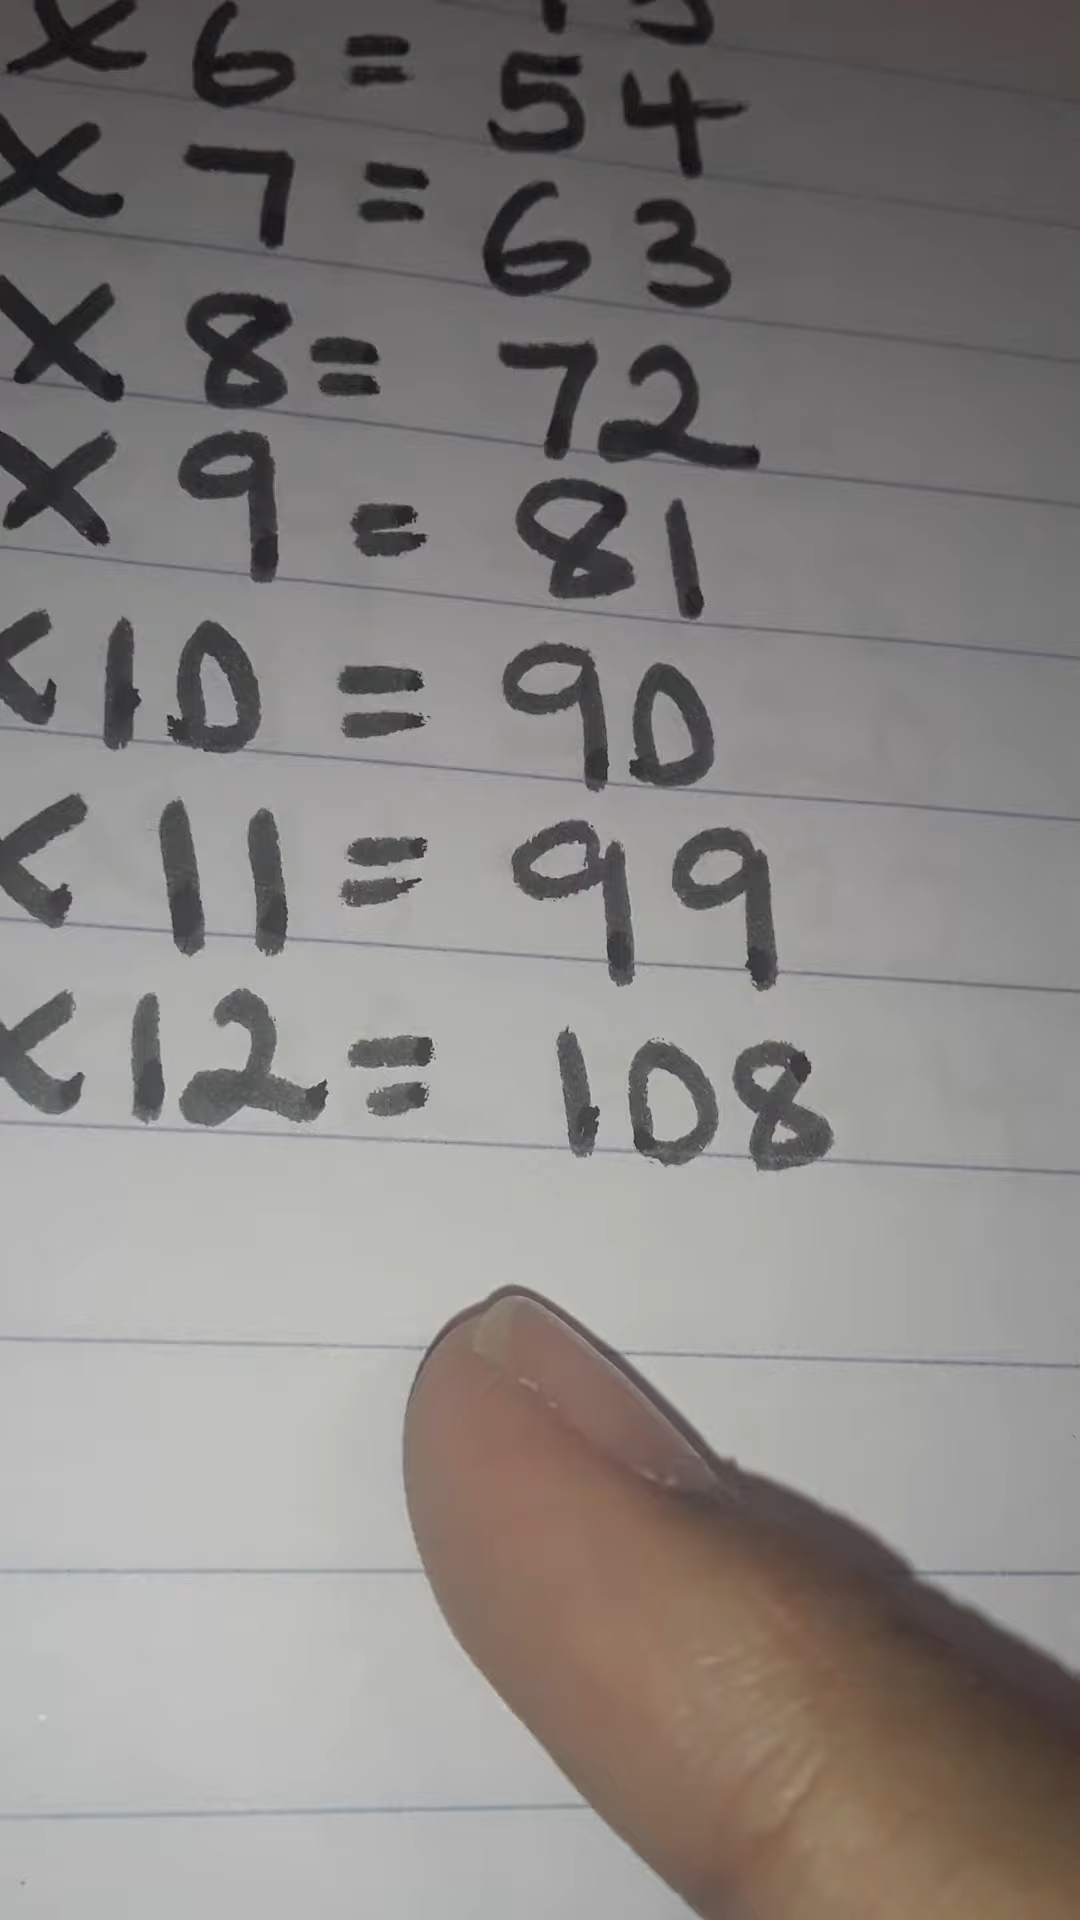 x 6 = 54
x 7 = 63
x 8 = 72
x 9 = 81
x 10 = 90
x 11 = 99
x 12 = 108